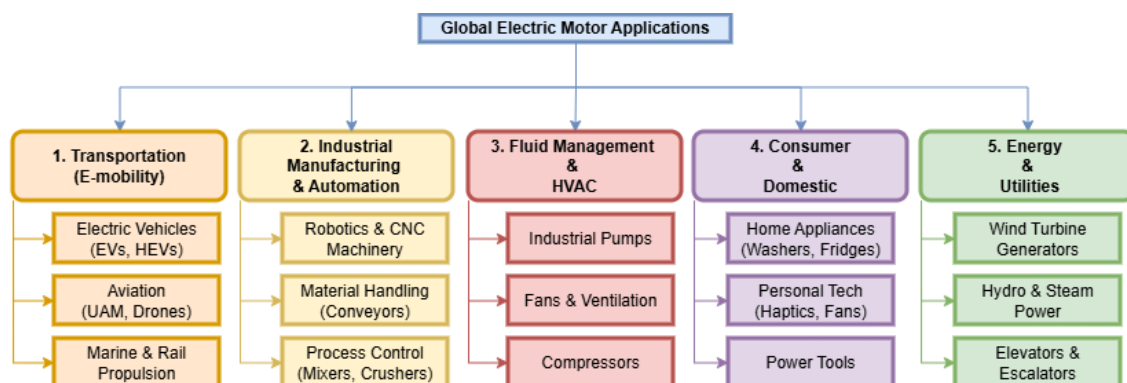 Global Electric Motor Applications
1. Transportation
(E-mobility)
Electric Vehicles
(EVs, HEVs)
Aviation
(UAM, Drones)
Marine & Rail
Propulsion
2. Industrial
Manufacturing
& Automation
Robotics & CNC
Machinery
Material Handling
(Conveyors)
Process Control
(Mixers, Crushers)
3. Fluid Management
&
HVAC
Industrial Pumps
Fans & Ventilation
Compressors
4. Consumer
&
Domestic
Home Appliances
(Washers, Fridges)
Personal Tech
(Haptics, Fans)
Power Tools
5. Energy
&
Utilities
Wind Turbine
Generators
Hydro & Steam
Power
Elevators &
Escalators